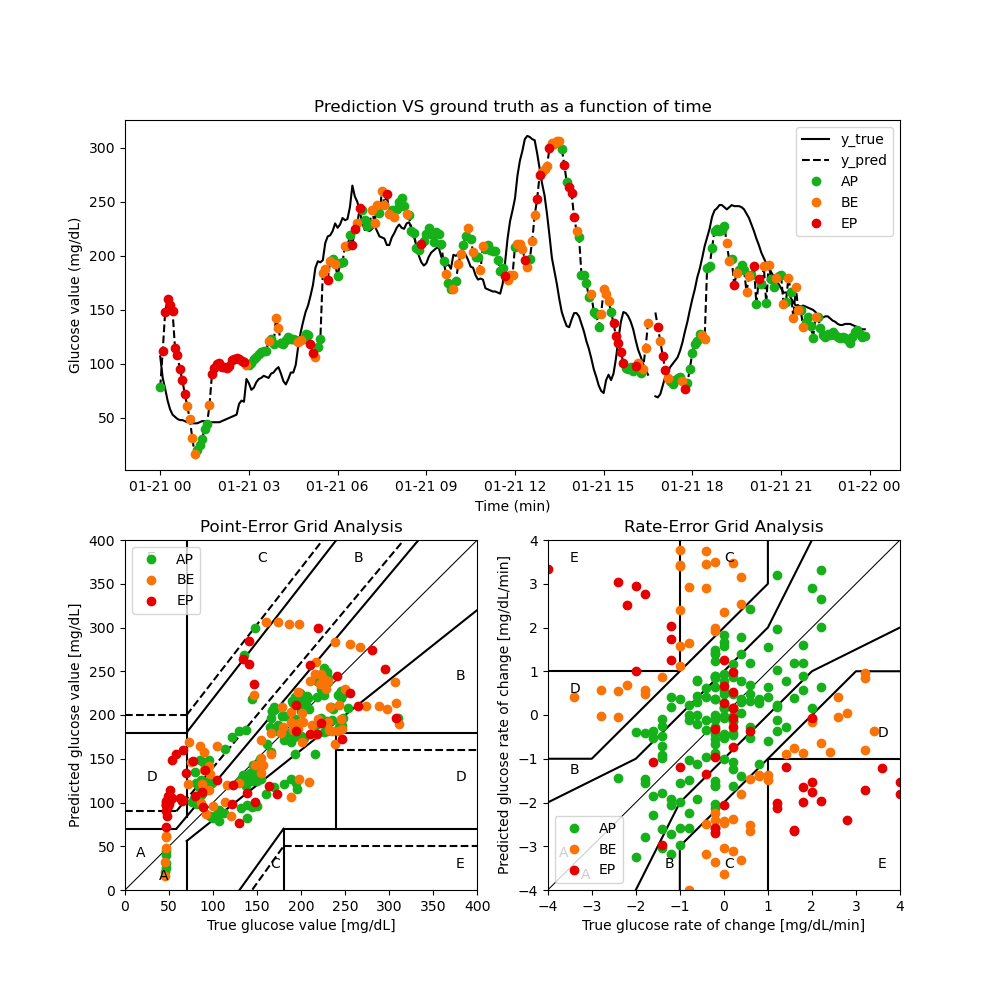 Prediction VS ground truth as a function of time
Glucose value (mg/dL)
300
250
200
150
100
50
y_true
y_pred
AP
BE
EP
01-21 00 01-21 03 01-21 06 01-21 09 01-21 12 01-21 15 01-21 18 01-21 21 01-22 00
Time (min)
Point-Error Grid Analysis
Predicted glucose value [mg/dL]
400
350
300
250
200
150
100
50
0
AP
BE
EP
C B
B
D D
A
A
C E
0 50 100 150 200 250 300 350 400
True glucose value [mg/dL]
Rate-Error Grid Analysis
Predicted glucose rate of change [mg/dL/min]
4
3
2
1
0
−1
−2
−3
−4
E C
D
D
B
AP
BE
EP
A
A
B C E
−4 −3 −2 −1 0 1 2 3 4
True glucose rate of change [mg/dL/min]